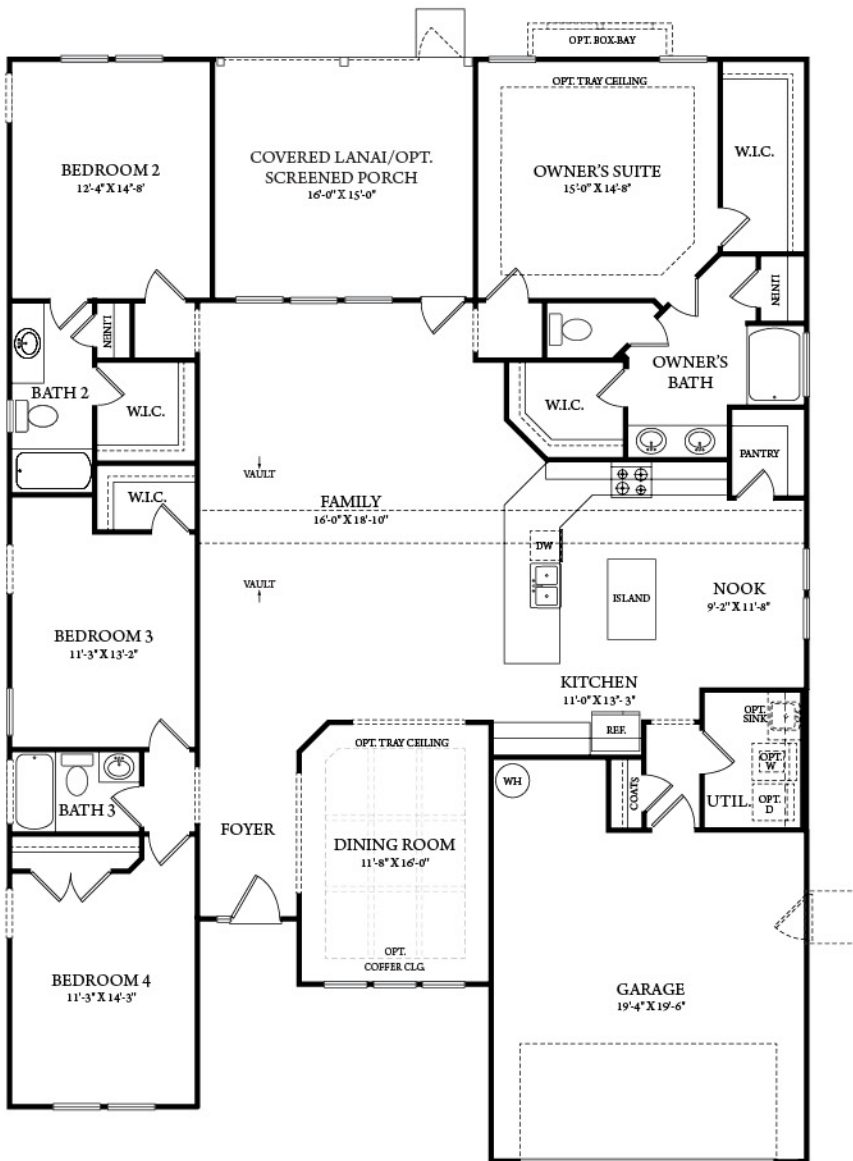 OPT. BOX-BAY
OPT. TRAY CEILING
BEDROOM 2
12'-4" X 14"-8'
COVERED LANAI/OPT.
SCREENED PORCH
16'-0" X 15'-0"
OWNER'S SUITE
15'-0" X 14'-8"
W.I.C.
LINEN
LINEN
BATH 2
W.I.C.
OWNER'S
BATH
W.I.C.
PANTRY
VAULT
W.I.C.
FAMILY
16'-0" X 18'-10"
DW
VAULT
ISLAND
NOOK
9'-2" X 11'-8"
BEDROOM 3
11'-3" X 13'-2"
KITCHEN
11'-0" X 13'- 3"
OPT.
SINK
REF.
OPT. TRAY CEILING
OPT.
W
WH
COATS
UTIL.
OPT.
D
BATH 3
FOYER
DINING ROOM
11'-8" X 16'-0"
OPT.
COFFER CLG.
BEDROOM 4
11'-3" X 14'-3"
GARAGE
19'-4" X 19'-6"